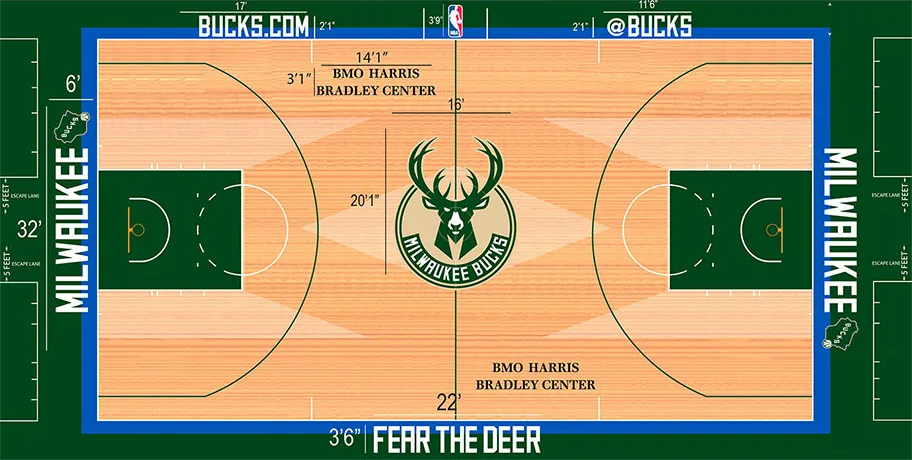 17'
11'6"
BUCKS.COM
2'1"
3'9"
NBA
2'1"
@BUCKS
14'1"
3'1"
BMO HARRIS
BRADLEY CENTER
6'
16'
BUCKS
MILWAUKEE
32'
5 FEET
ESCAPE LANE
ESCAPE LANE
5 FEET
20'1"
MILWAUKEE BUCKS
MILWAUKEE
BUCKS
5 FEET
ESCAPE LANE
ESCAPE LANE
5 FEET
BMO HARRIS
BRADLEY CENTER
22'
3'6"
FEAR THE DEER